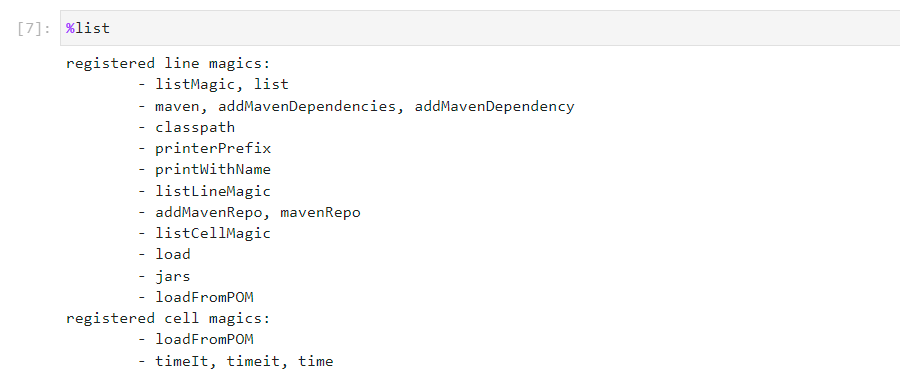 [7]: %list
registered line magics:
- listMagic, list
- maven, addMavenDependencies, addMavenDependency
- classpath
- printerPrefix
- printWithName
- listLineMagic
- addMavenRepo, mavenRepo
- listCellMagic
- load
- jars
- loadFromPOM
registered cell magics:
- loadFromPOM
- timeIt, timeit, time